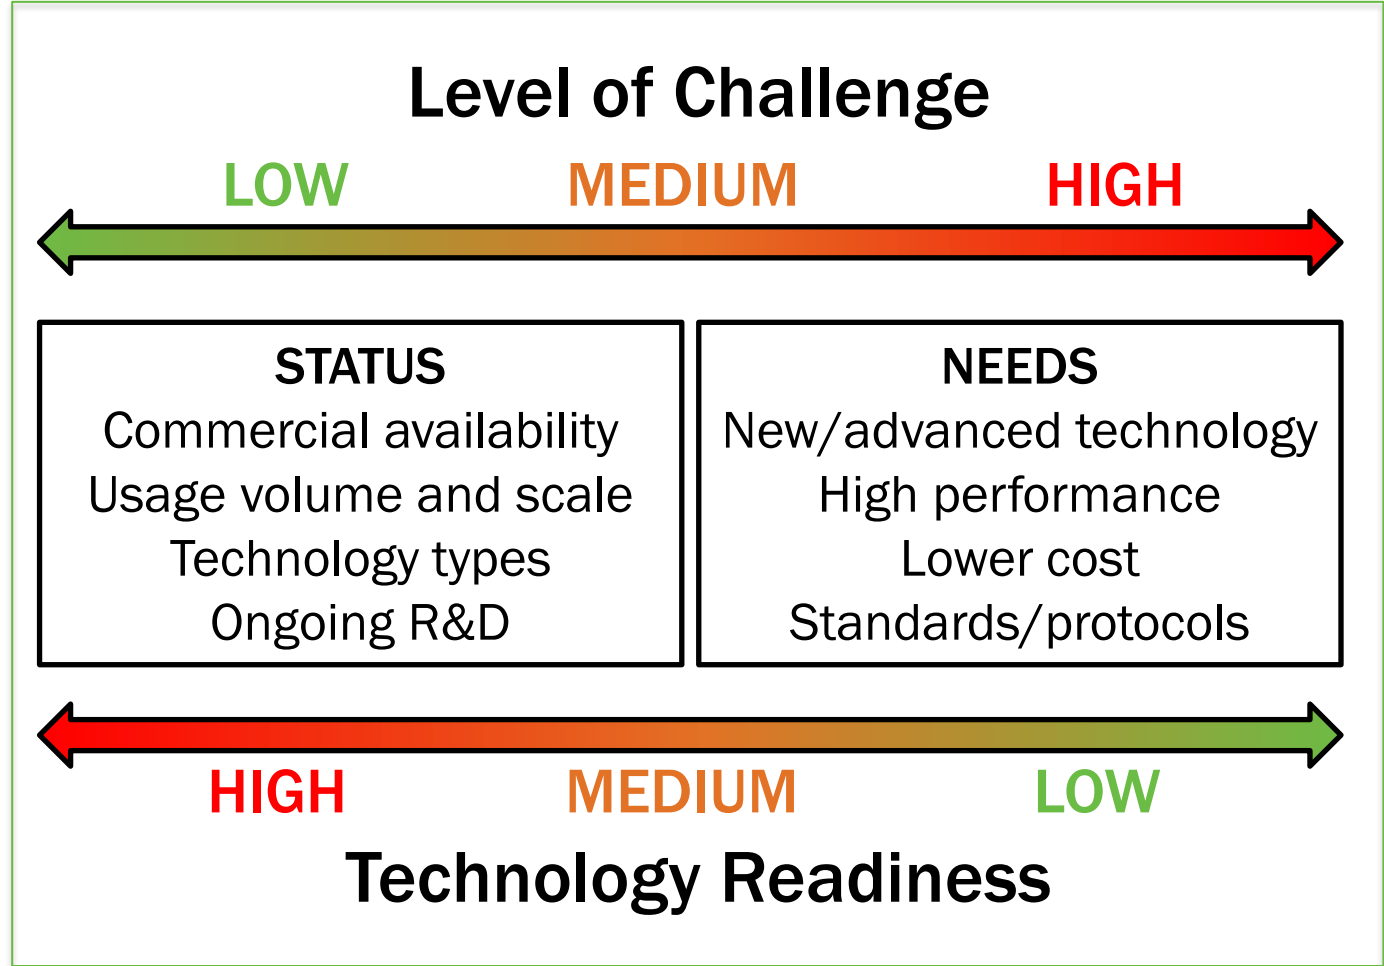 Level of Challenge
LOW MEDIUM HIGH
STATUS
Commercial availability
Usage volume and scale
Technology types
Ongoing R&D
NEEDS
New/advanced technology
High performance
Lower cost
Standards/protocols
HIGH MEDIUM LOW
Technology Readiness